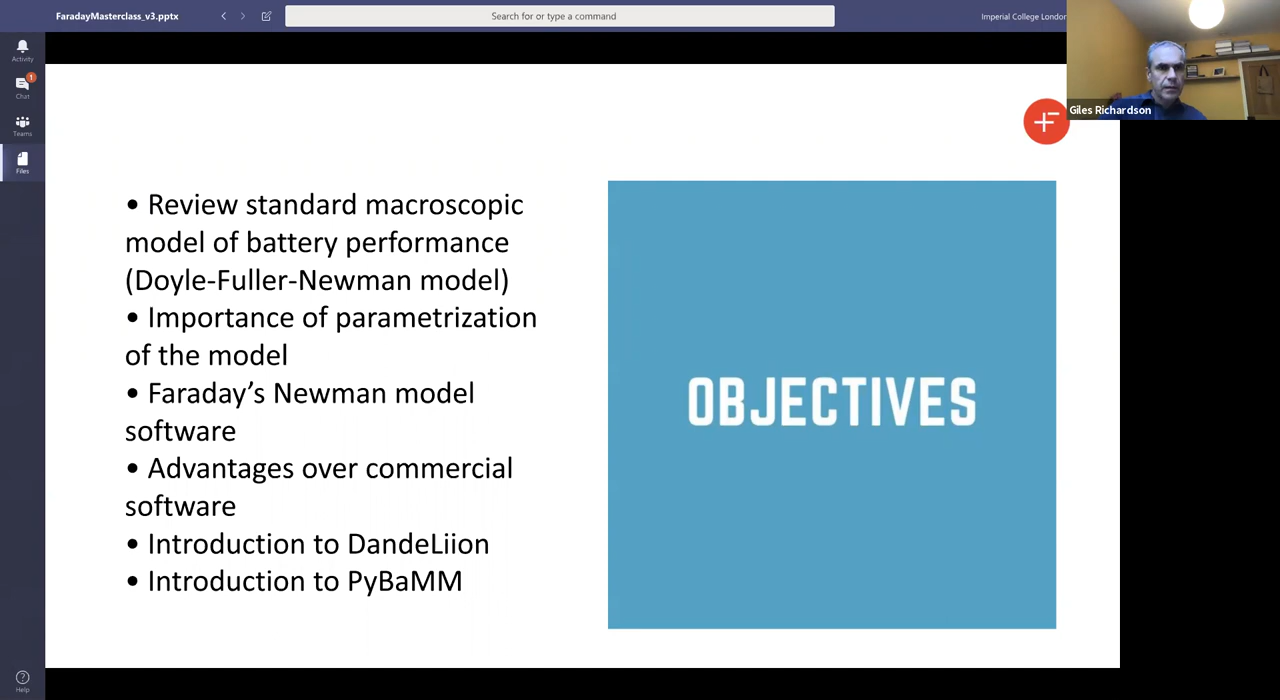 FaradayMasterclass_v3.pptx
Search for or type a command
Imperial College London
Giles Richardson
Activity
1
Chat
Teams
Files
• Review standard macroscopic
model of battery performance
(Doyle-Fuller-Newman model)
• Importance of parametrization
of the model
• Faraday’s Newman model
software
• Advantages over commercial
software
• Introduction to DandeLiion
• Introduction to PyBaMM
OBJECTIVES
Help